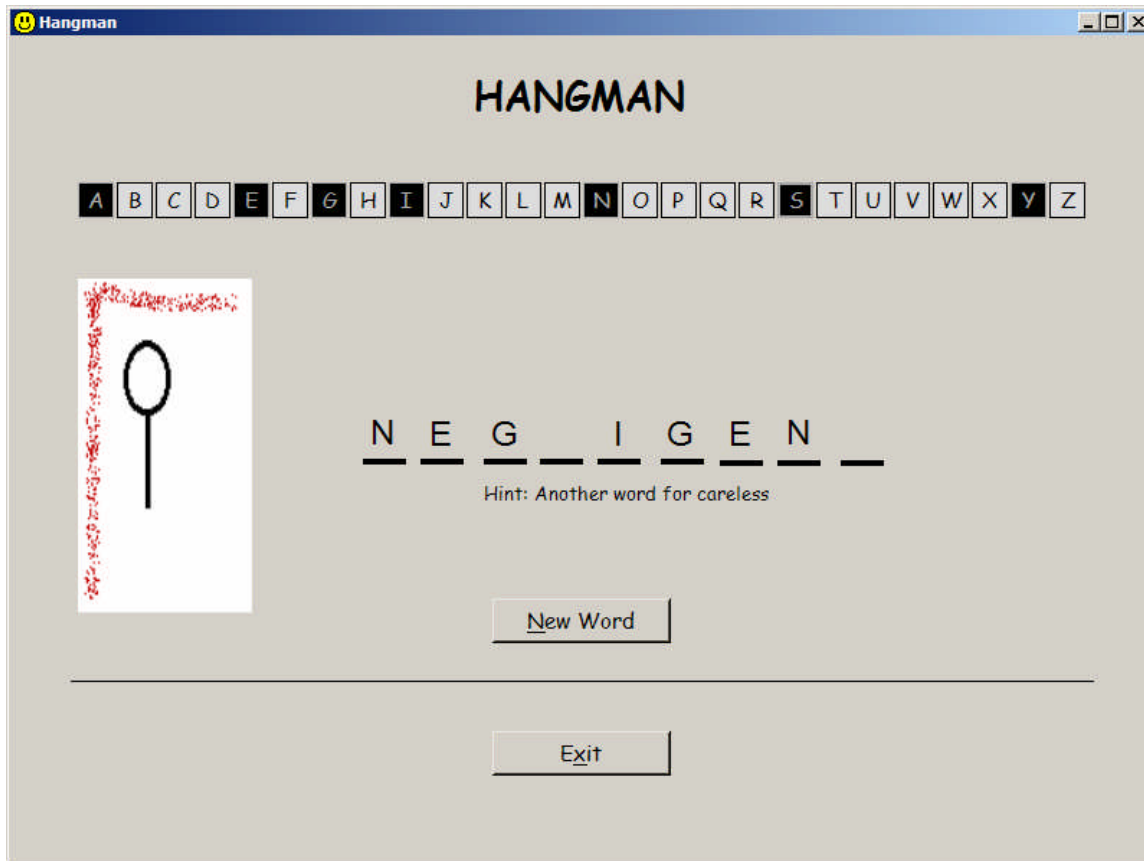 Hangman
HANGMAN
A B C D E F G H I J K L M N O P Q R S T U V W X Y Z
N E G _ I G E N _
Hint: Another word for careless
New Word
Exit